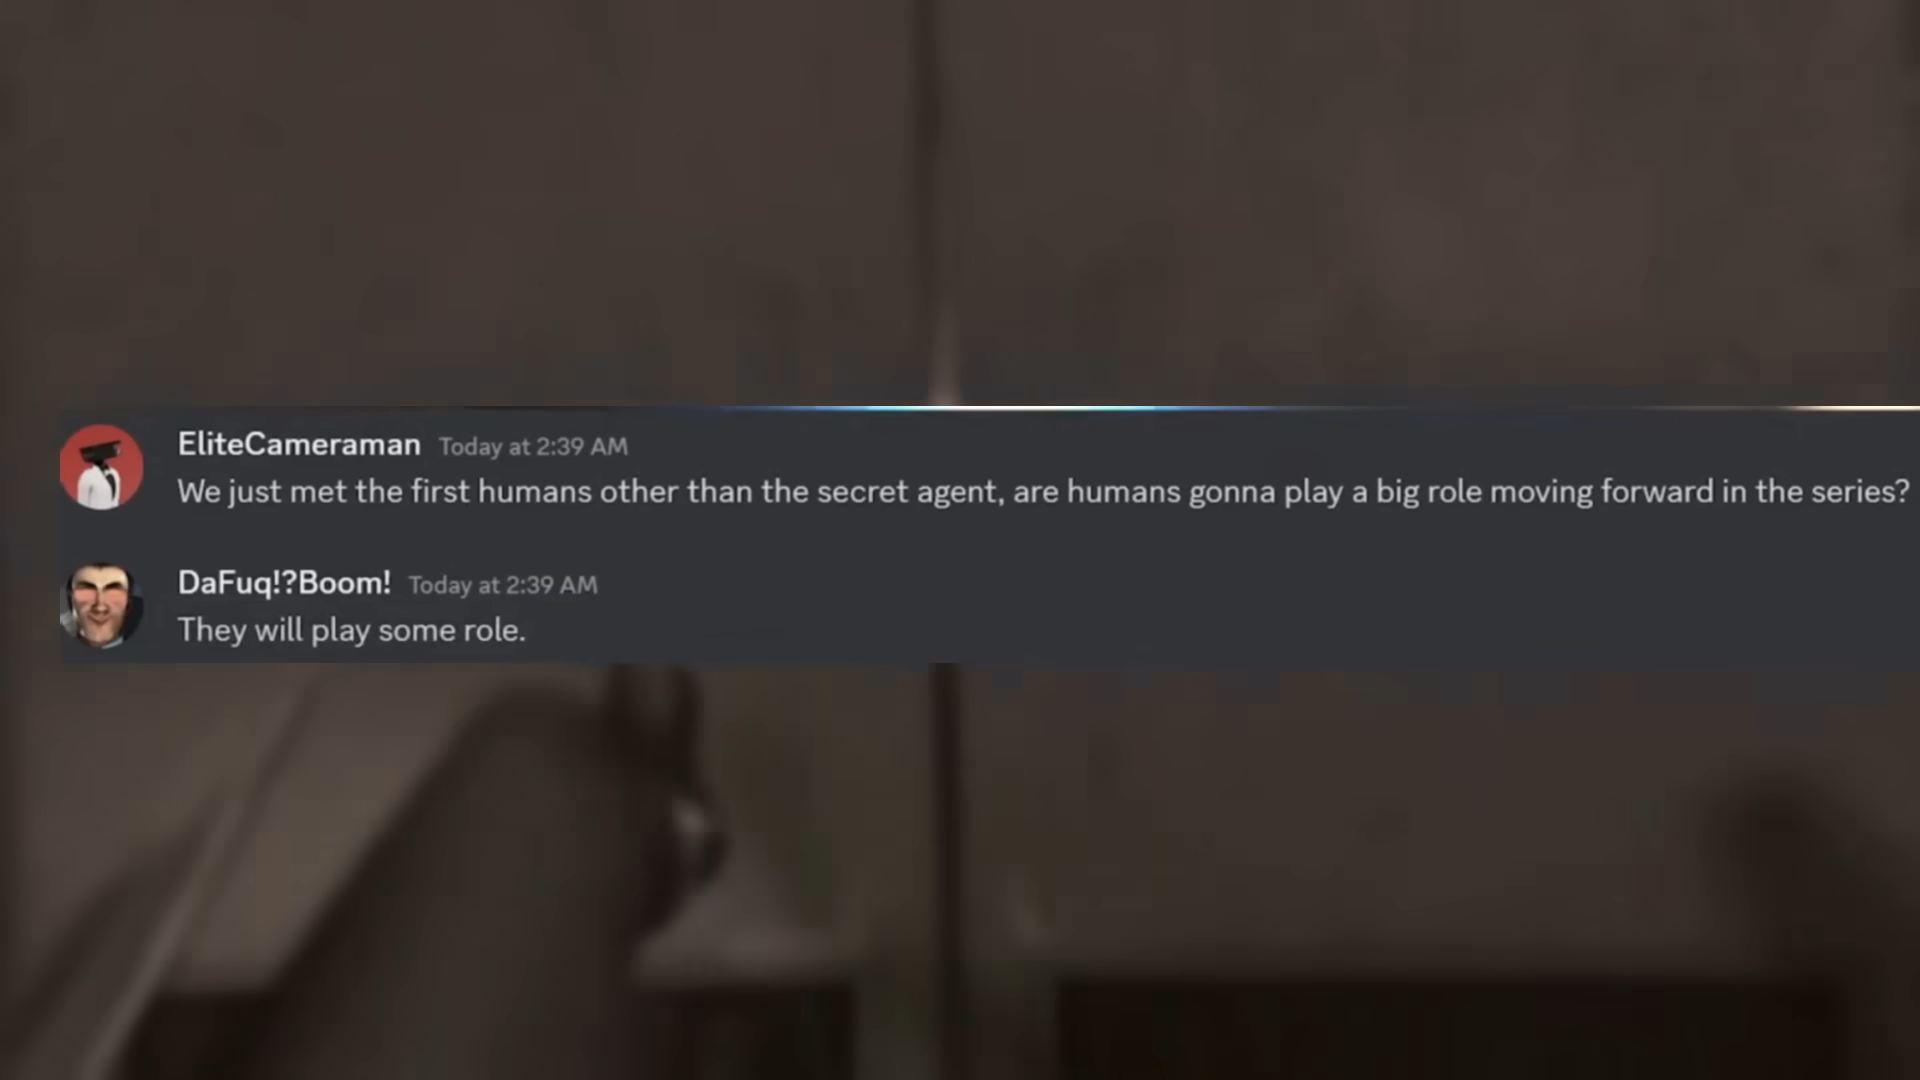 EliteCameraman Today at 2:39 AM
We just met the first humans other than the secret agent, are humans gonna play a big role moving forward in the series?
DaFuq!?Boom! Today at 2:39 AM
They will play some role.